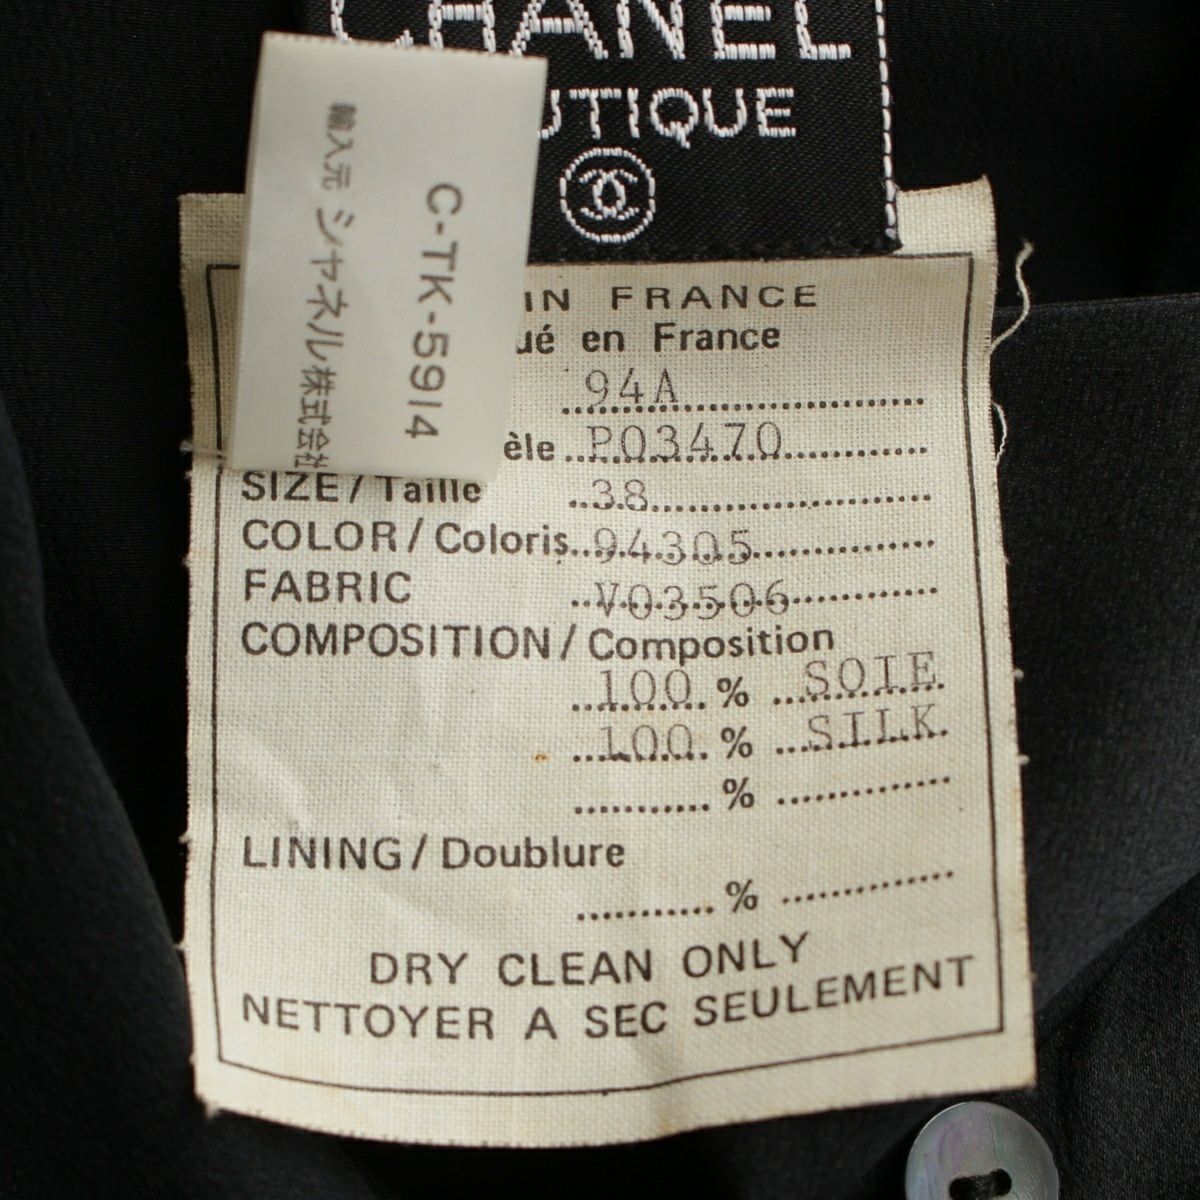 CHANEL
UTIQUE
輸入元 シャネル株式会社
C-TK-5914
IN FRANCE
ué en France
94A
èle P03470
SIZE / Taille 38
COLOR / Coloris 94305
FABRIC V03506
COMPOSITION / Composition
100 % SOIE
100 % SILK
%
LINING / Doublure
%
DRY CLEAN ONLY
NETTOYER A SEC SEULEMENT